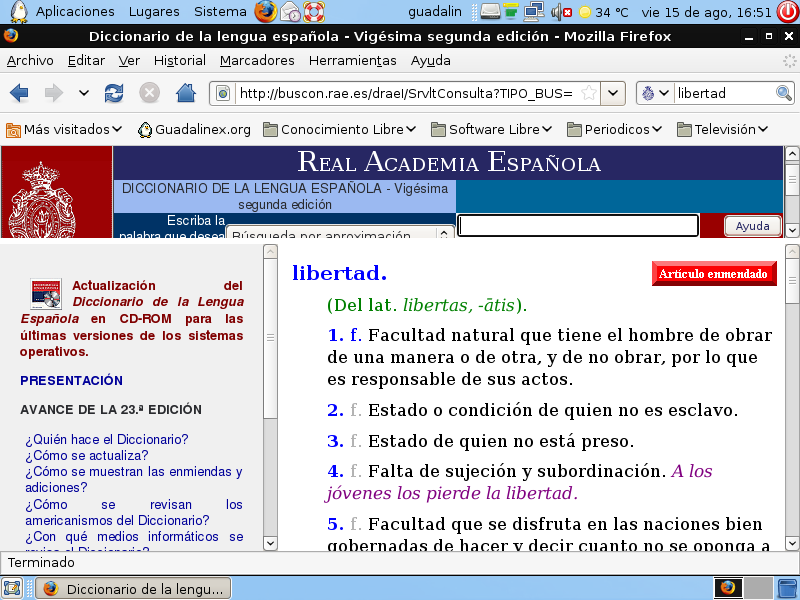 Aplicaciones Lugares Sistema guadalin 34 °C vie 15 de ago, 16:51
Diccionario de la lengua española - Vigésima segunda edición - Mozilla Firefox
Archivo Editar Ver Historial Marcadores Herramientas Ayuda
http://buscon.rae.es/draeI/SrvltConsulta?TIPO_BUS= libertad
Más visitados Guadalinex.org Conocimiento Libre Software Libre Periodicos Televisión
REAL ACADEMIA ESPAÑOLA
DICCIONARIO DE LA LENGUA ESPAÑOLA - Vigésima
segunda edición
Escriba la
palabra que desea Búsqueda por aproximación Ayuda
Actualización del
Diccionario de la Lengua
Española en CD-ROM para las
últimas versiones de los sistemas
operativos.
PRESENTACIÓN
AVANCE DE LA 23.ª EDICIÓN
¿Quién hace el Diccionario?
¿Cómo se actualiza?
¿Cómo se muestran las enmiendas y
adiciones?
¿Cómo se revisan los
americanismos del Diccionario?
¿Con qué medios informáticos se
revisa el Diccionario?
libertad.
Artículo enmendado
(Del lat. libertas, -ātis).
1. f. Facultad natural que tiene el hombre de obrar
de una manera o de otra, y de no obrar, por lo que
es responsable de sus actos.
2. f. Estado o condición de quien no es esclavo.
3. f. Estado de quien no está preso.
4. f. Falta de sujeción y subordinación. A los
jóvenes los pierde la libertad.
5. f. Facultad que se disfruta en las naciones bien
gobernadas de hacer y decir cuanto no se oponga a
Terminado
Diccionario de la lengu...